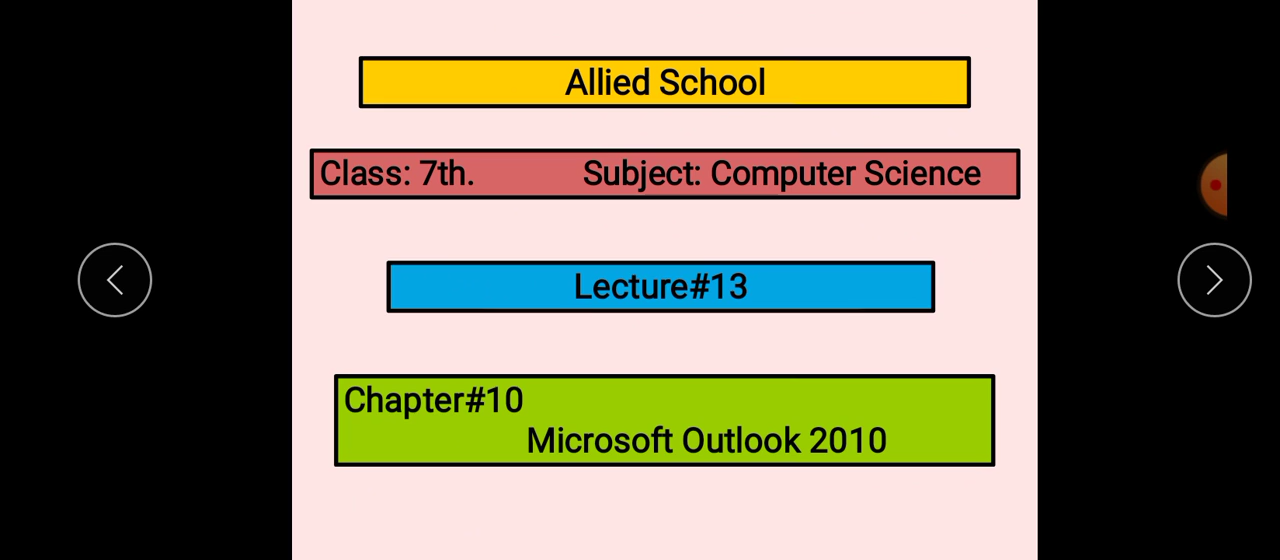 Allied School
Class: 7th. Subject: Computer Science
Lecture#13
Chapter#10
Microsoft Outlook 2010